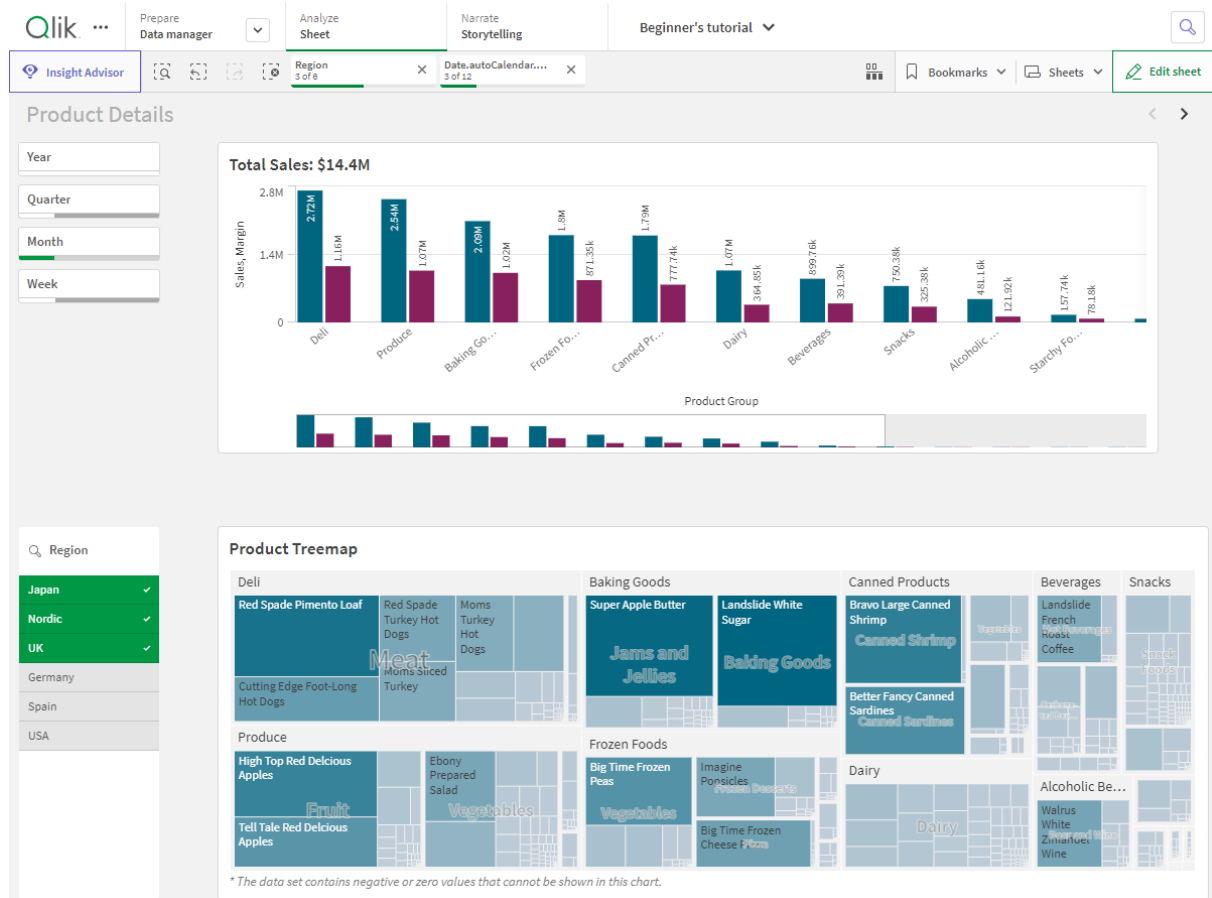 Qlik
Prepare
Data manager
Analyze
Sheet
Narrate
Storytelling
Beginner's tutorial
Insight Advisor
Region
3 of 6
Date.autoCalendar....
3 of 12
Bookmarks
Sheets
Edit sheet
Product Details
Year
Quarter
Month
Week
Total Sales: $14.4M
Sales, Margin
2.8M
1.4M
0
2.72M
1.16M
2.54M
1.07M
2.09M
1.02M
1.8M
871.35k
1.79M
777.74k
1.07M
364.85k
899.76k
391.39k
750.38k
325.38k
481.16k
121.92k
157.74k
78.18k
Deli
Produce
Baking Go...
Frozen Fo...
Canned Pr...
Dairy
Beverages
Snacks
Alcoholic ...
Starchy Fo...
Product Group
Region
Japan
Nordic
UK
Germany
Spain
USA
Product Treemap
Deli
Red Spade Pimento Loaf
Red Spade
Turkey Hot
Dogs
Moms
Turkey
Hot
Dogs
Meat
Cutting Edge Foot-Long
Hot Dogs
Moms Sliced
Turkey
Baking Goods
Super Apple Butter
Jams and
Jellies
Landslide White
Sugar
Baking Goods
Canned Products
Bravo Large Canned
Shrimp
Canned Shrimp
Vegetables
Better Fancy Canned
Sardines
Canned Sardines
Beverages
Landslide
French
Roast
Coffee
Hot Beverages
Snacks
Snack
Foods
Produce
High Top Red Delcious
Apples
Fruit
Tell Tale Red Delcious
Apples
Ebony
Prepared
Salad
Vegetables
Frozen Foods
Big Time Frozen
Peas
Vegetables
Imagine
Popsicles
Frozen Desserts
Big Time Frozen
Cheese Pizza
Pizza
Dairy
Dairy
Alcoholic Be...
Walrus
White
Zinfandel
Wine
Beer and Wine
* The data set contains negative or zero values that cannot be shown in this chart.